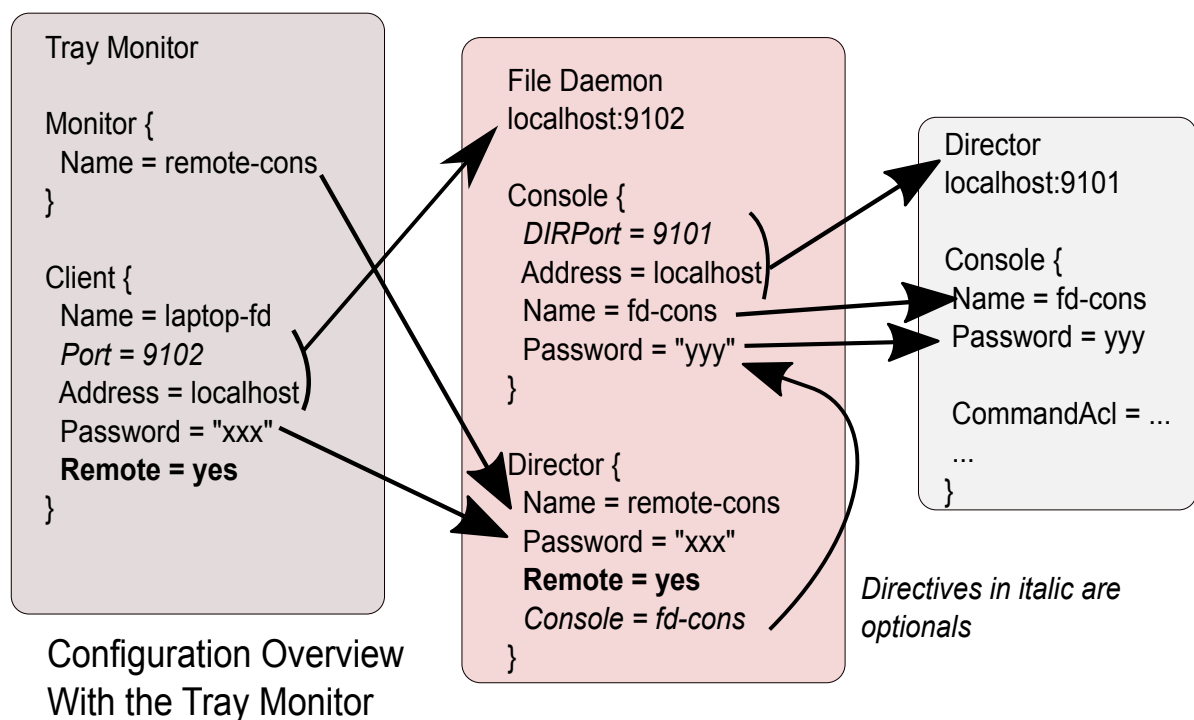 Tray Monitor
Monitor {
Name = remote-cons
}
Client {
Name = laptop-fd
Port = 9102
Address = localhost
Password = "xxx"
Remote = yes
}
File Daemon
localhost:9102
Console {
DIRPort = 9101
Address = localhost
Name = fd-cons
Password = "yyy"
}
Director {
Name = remote-cons
Password = "xxx"
Remote = yes
Console = fd-cons
}
Director
localhost:9101
Console {
Name = fd-cons
Password = yyy
CommandAcl = ...
...
}
Directives in italic are
optionals
Configuration Overview
With the Tray Monitor